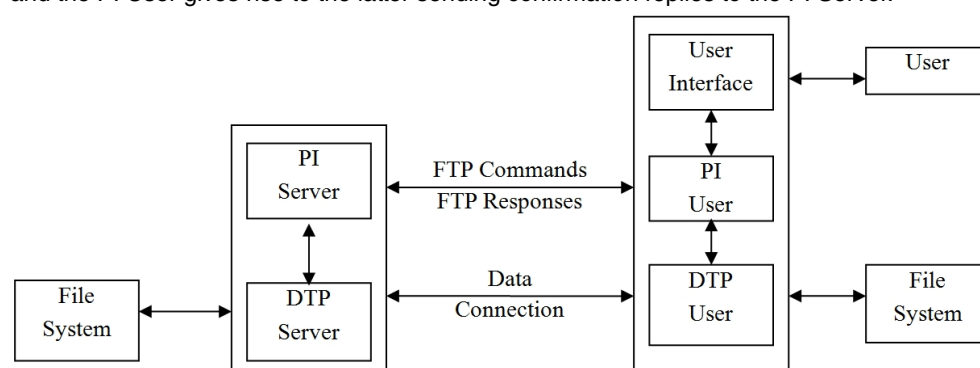 and the PI User gives rise to the latter sending confirmation replies to the PI Server.
User
Interface
User
PI
Server
FTP Commands
FTP Responses
PI
User
File
System
DTP
Server
Data
Connection
DTP
User
File
System